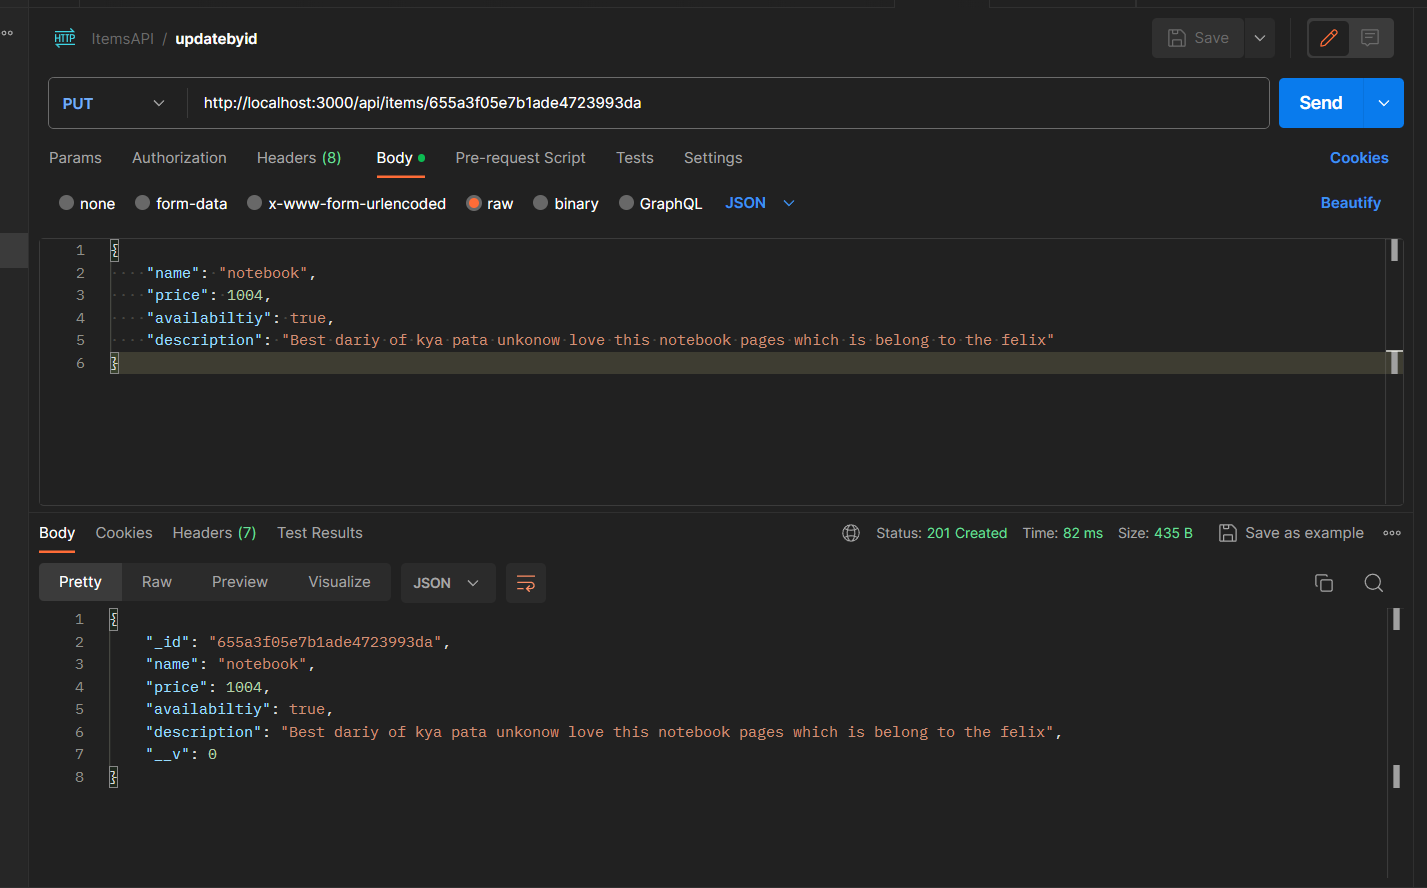 ItemsAPI / updatebyid
Save
PUT http://localhost:3000/api/items/655a3f05e7b1ade4723993da Send
Params Authorization Headers (8) Body Pre-request Script Tests Settings Cookies
none form-data x-www-form-urlencoded raw binary GraphQL JSON Beautify
1 {
2 "name": "notebook",
3 "price": 1004,
4 "availabiltiy": true,
5 "description": "Best dariy of kya pata unkonow love this notebook pages which is belong to the felix"
6 }
Body Cookies Headers (7) Test Results Status: 201 Created Time: 82 ms Size: 435 B Save as example
Pretty Raw Preview Visualize JSON
1 {
2 "_id": "655a3f05e7b1ade4723993da",
3 "name": "notebook",
4 "price": 1004,
5 "availabiltiy": true,
6 "description": "Best dariy of kya pata unkonow love this notebook pages which is belong to the felix",
7 "__v": 0
8 }